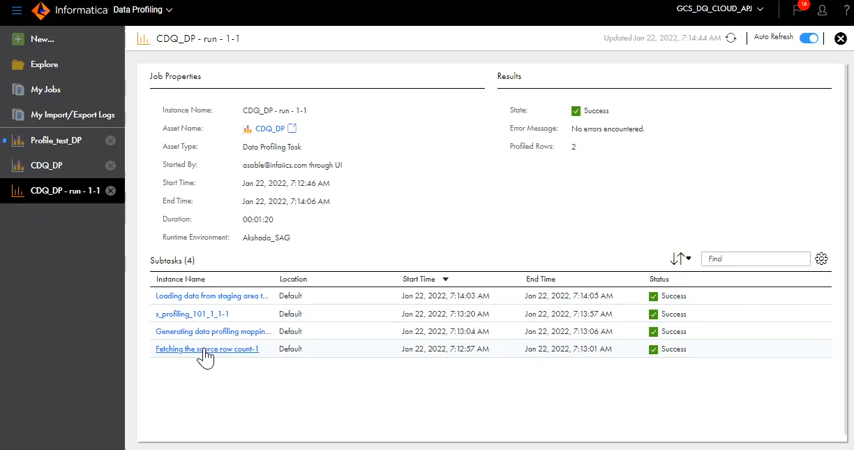 Informatica Data Profiling GCS_DQ_CLOUD_APJ 16 ?
New...
Explore
My Jobs
My Import/Export Logs
Profile_test_DP
CDQ_DP
CDQ_DP - run - 1-1
CDQ_DP - run - 1-1 Updated Jan 22, 2022, 7:14:44 AM Auto Refresh
Job Properties
Instance Name: CDQ_DP - run - 1-1
Asset Name: CDQ_DP
Asset Type: Data Profiling Task
Started By: asable@infaiics.com through UI
Start Time: Jan 22, 2022, 7:12:46 AM
End Time: Jan 22, 2022, 7:14:06 AM
Duration: 00:01:20
Runtime Environment: Akshada_SAG
Results
State: Success
Error Message: No errors encountered.
Profiled Rows: 2
Subtasks (4) Find
Instance Name Location Start Time End Time Status
Loading data from staging area t... Default Jan 22, 2022, 7:14:03 AM Jan 22, 2022, 7:14:05 AM Success
s_profiling_101_1_1-1 Default Jan 22, 2022, 7:13:20 AM Jan 22, 2022, 7:13:57 AM Success
Generating data profiling mappin... Default Jan 22, 2022, 7:13:04 AM Jan 22, 2022, 7:13:06 AM Success
Fetching the source row count-1 Default Jan 22, 2022, 7:12:57 AM Jan 22, 2022, 7:13:01 AM Success